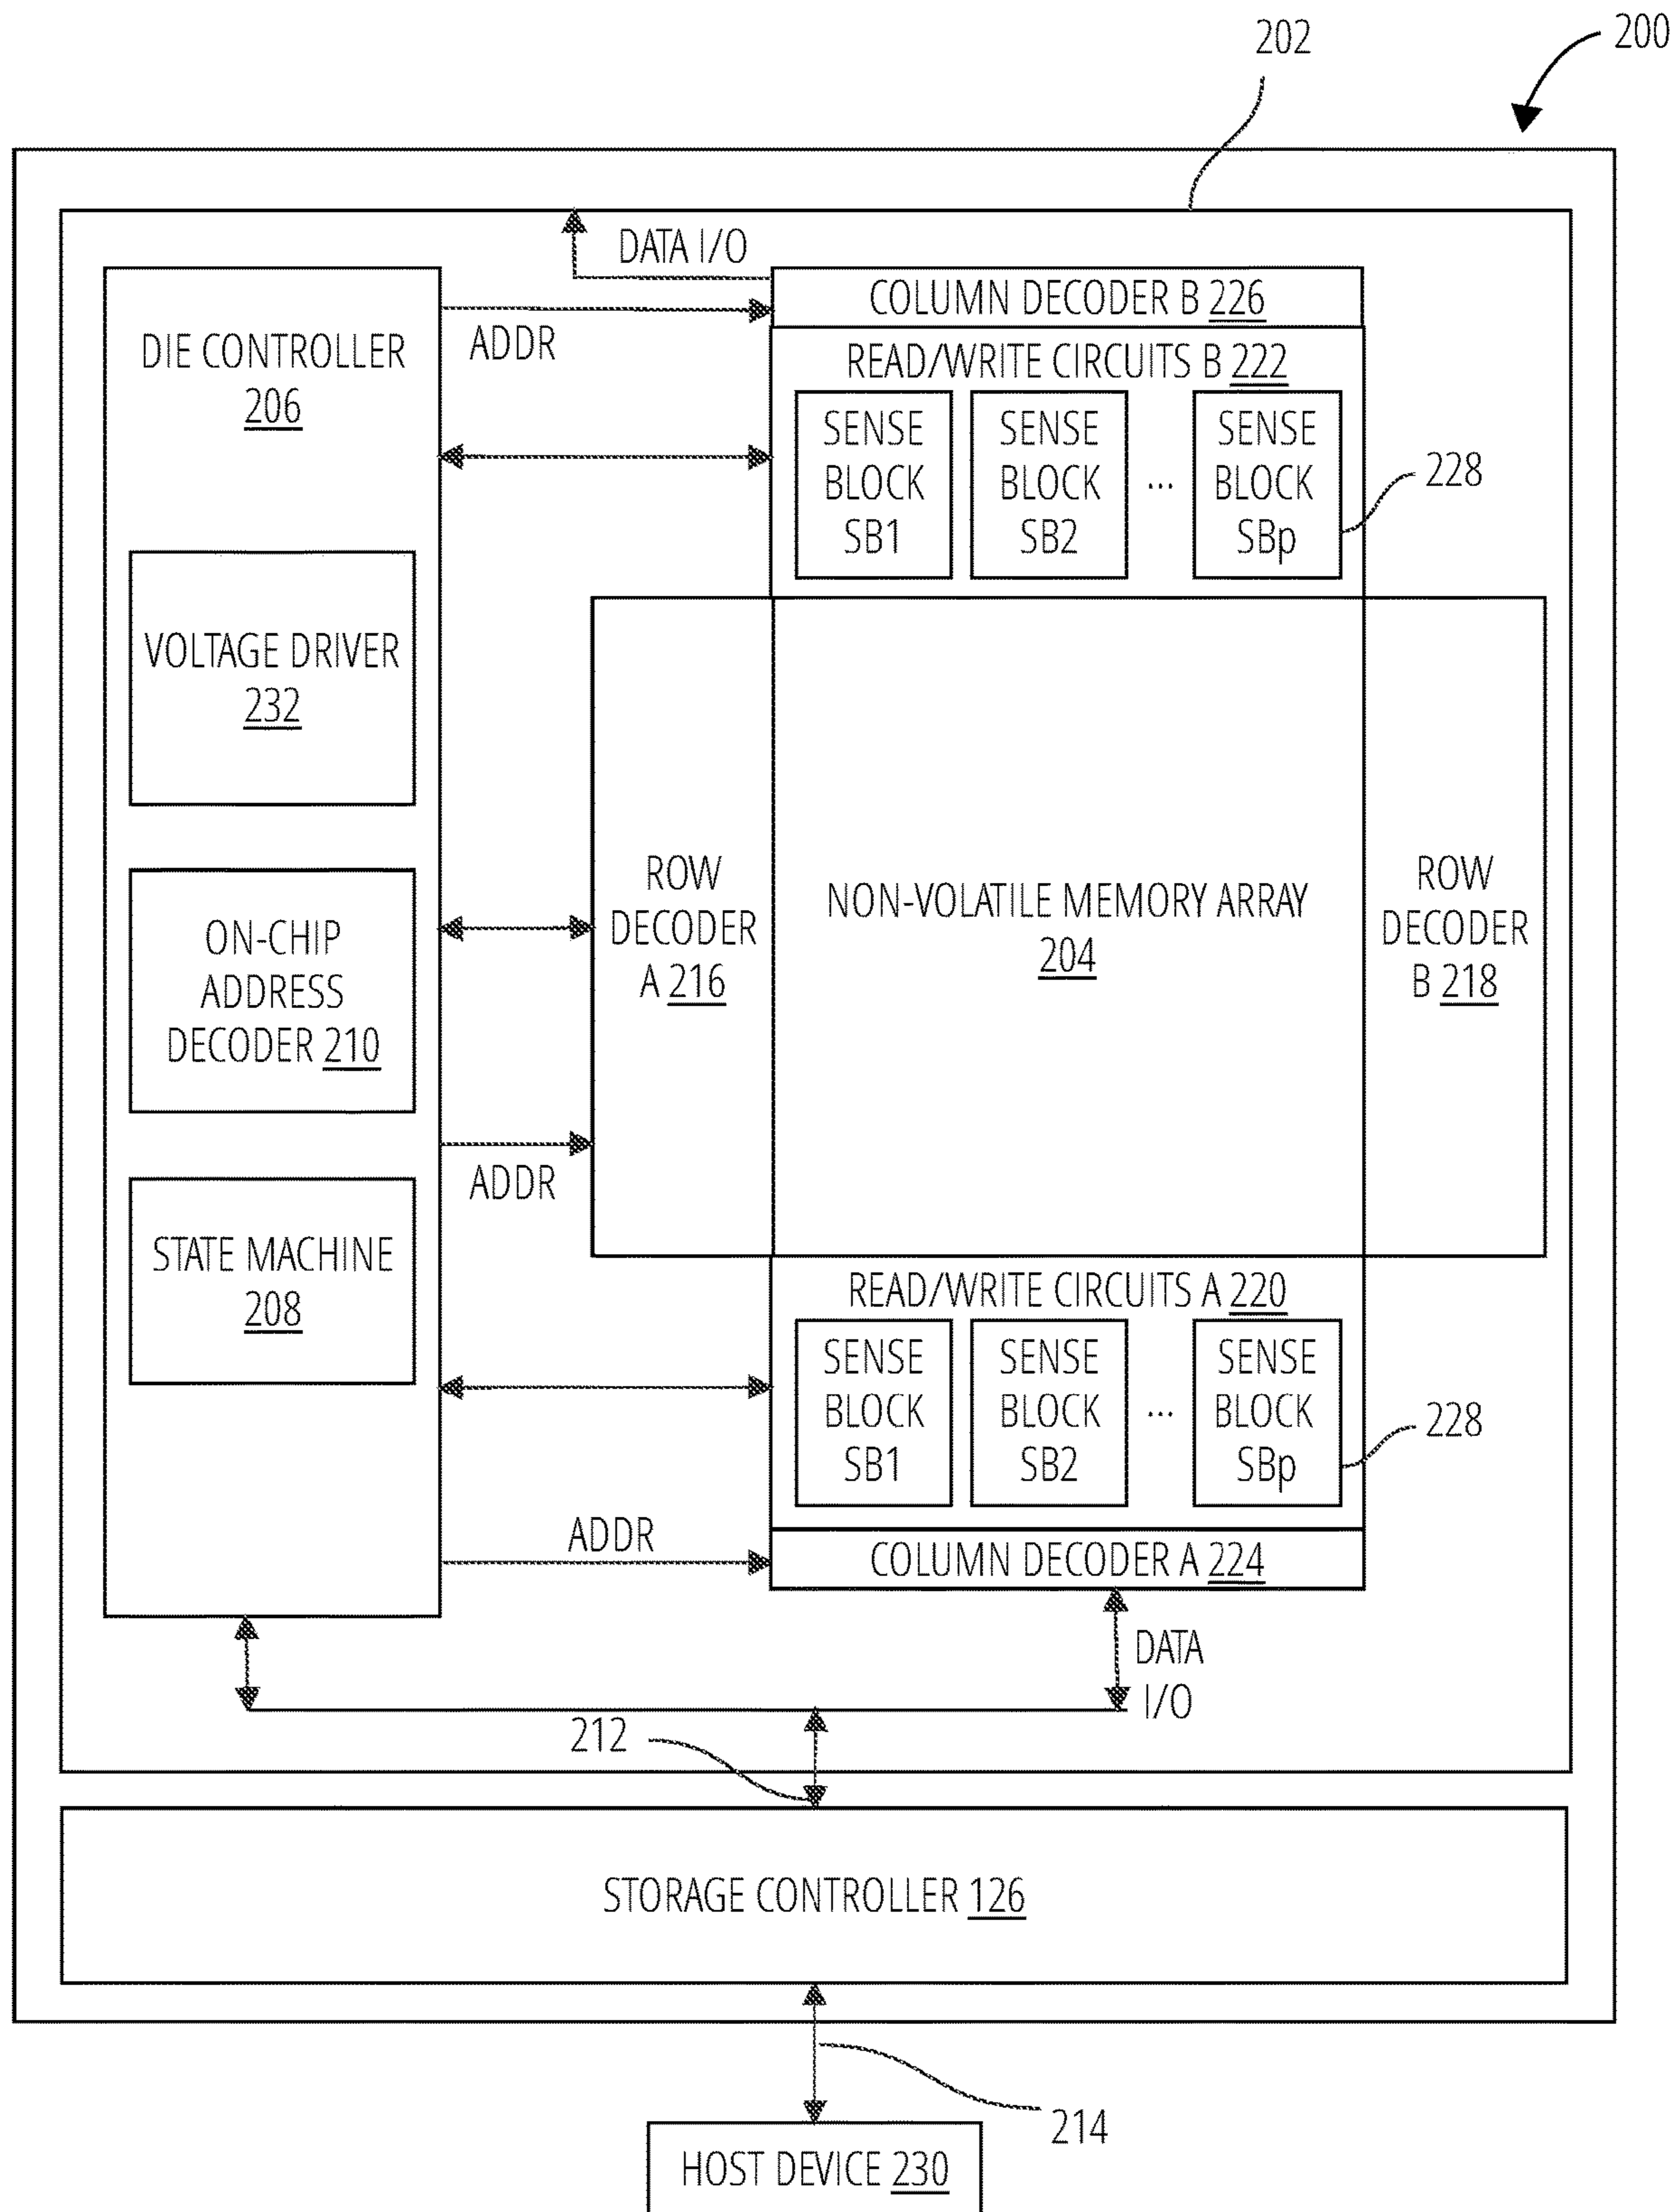 200
202
DATA I/O
COLUMN DECODER B 226
ADDR
READ/WRITE CIRCUITS B 222
DIE CONTROLLER
206
SENSE
BLOCK
SB1
SENSE
BLOCK
SB2
...
SENSE
BLOCK
SBp
228
VOLTAGE DRIVER
232
ON-CHIP
ADDRESS
DECODER 210
STATE MACHINE
208
ROW
DECODER
A 216
NON-VOLATILE MEMORY ARRAY
204
ROW
DECODER
B 218
ADDR
READ/WRITE CIRCUITS A 220
SENSE
BLOCK
SB1
SENSE
BLOCK
SB2
...
SENSE
BLOCK
SBp
228
ADDR
COLUMN DECODER A 224
DATA
I/O
212
STORAGE CONTROLLER 126
214
HOST DEVICE 230